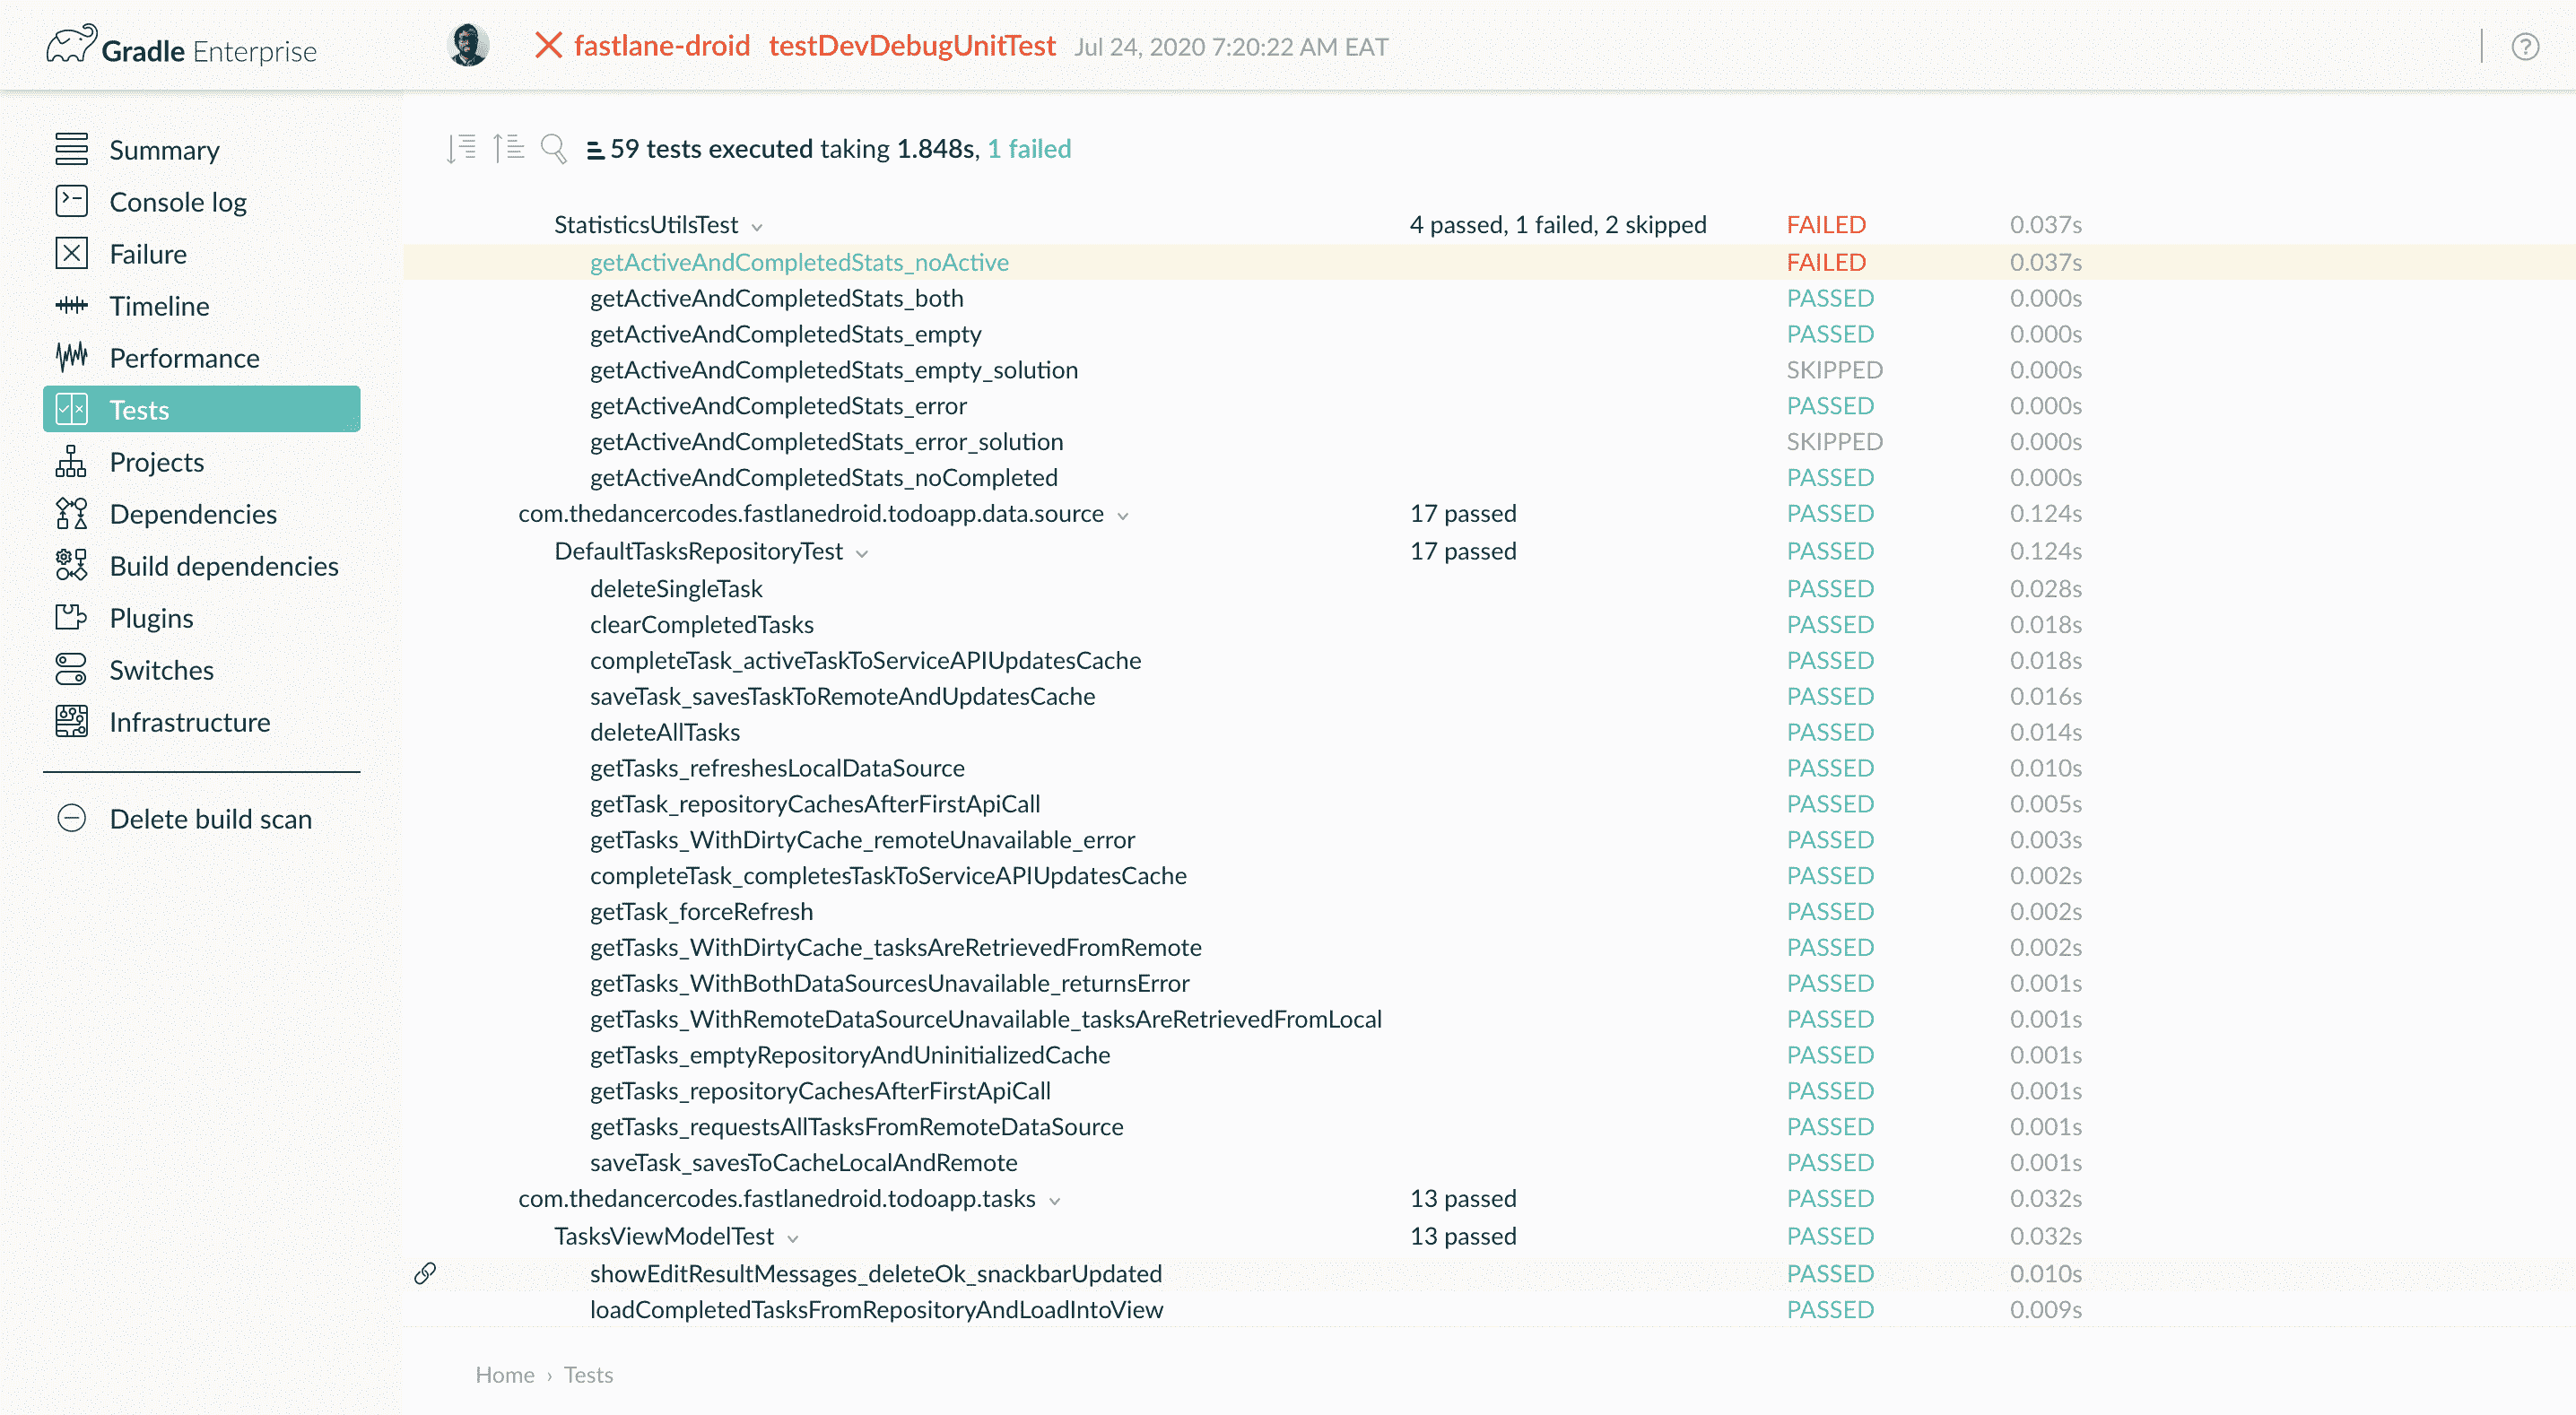 Gradle Enterprise
fastlane-droid testDevDebugUnitTest Jul 24, 2020 7:20:22 AM EAT
Summary
Console log
Failure
Timeline
Performance
Tests
Projects
Dependencies
Build dependencies
Plugins
Switches
Infrastructure
Delete build scan
59 tests executed taking 1.848s, 1 failed
StatisticsUtilsTest 4 passed, 1 failed, 2 skipped FAILED 0.037s
getActiveAndCompletedStats_noActive FAILED 0.037s
getActiveAndCompletedStats_both PASSED 0.000s
getActiveAndCompletedStats_empty PASSED 0.000s
getActiveAndCompletedStats_empty_solution SKIPPED 0.000s
getActiveAndCompletedStats_error PASSED 0.000s
getActiveAndCompletedStats_error_solution SKIPPED 0.000s
getActiveAndCompletedStats_noCompleted PASSED 0.000s
com.thedancercodes.fastlanedroid.todoapp.data.source 17 passed PASSED 0.124s
DefaultTasksRepositoryTest 17 passed PASSED 0.124s
deleteSingleTask PASSED 0.028s
clearCompletedTasks PASSED 0.018s
completeTask_activeTaskToServiceAPIUpdatesCache PASSED 0.018s
saveTask_savesTaskToRemoteAndUpdatesCache PASSED 0.016s
deleteAllTasks PASSED 0.014s
getTasks_refreshesLocalDataSource PASSED 0.010s
getTask_repositoryCachesAfterFirstApiCall PASSED 0.005s
getTasks_WithDirtyCache_remoteUnavailable_error PASSED 0.003s
completeTask_completesTaskToServiceAPIUpdatesCache PASSED 0.002s
getTask_forceRefresh PASSED 0.002s
getTasks_WithDirtyCache_tasksAreRetrievedFromRemote PASSED 0.002s
getTasks_WithBothDataSourcesUnavailable_returnsError PASSED 0.001s
getTasks_WithRemoteDataSourceUnavailable_tasksAreRetrievedFromLocal PASSED 0.001s
getTasks_emptyRepositoryAndUninitializedCache PASSED 0.001s
getTasks_repositoryCachesAfterFirstApiCall PASSED 0.001s
getTasks_requestsAllTasksFromRemoteDataSource PASSED 0.001s
saveTask_savesToCacheLocalAndRemote PASSED 0.001s
com.thedancercodes.fastlanedroid.todoapp.tasks 13 passed PASSED 0.032s
TasksViewModelTest 13 passed PASSED 0.032s
showEditResultMessages_deleteOk_snackbarUpdated PASSED 0.010s
loadCompletedTasksFromRepositoryAndLoadIntoView PASSED 0.009s
Home › Tests